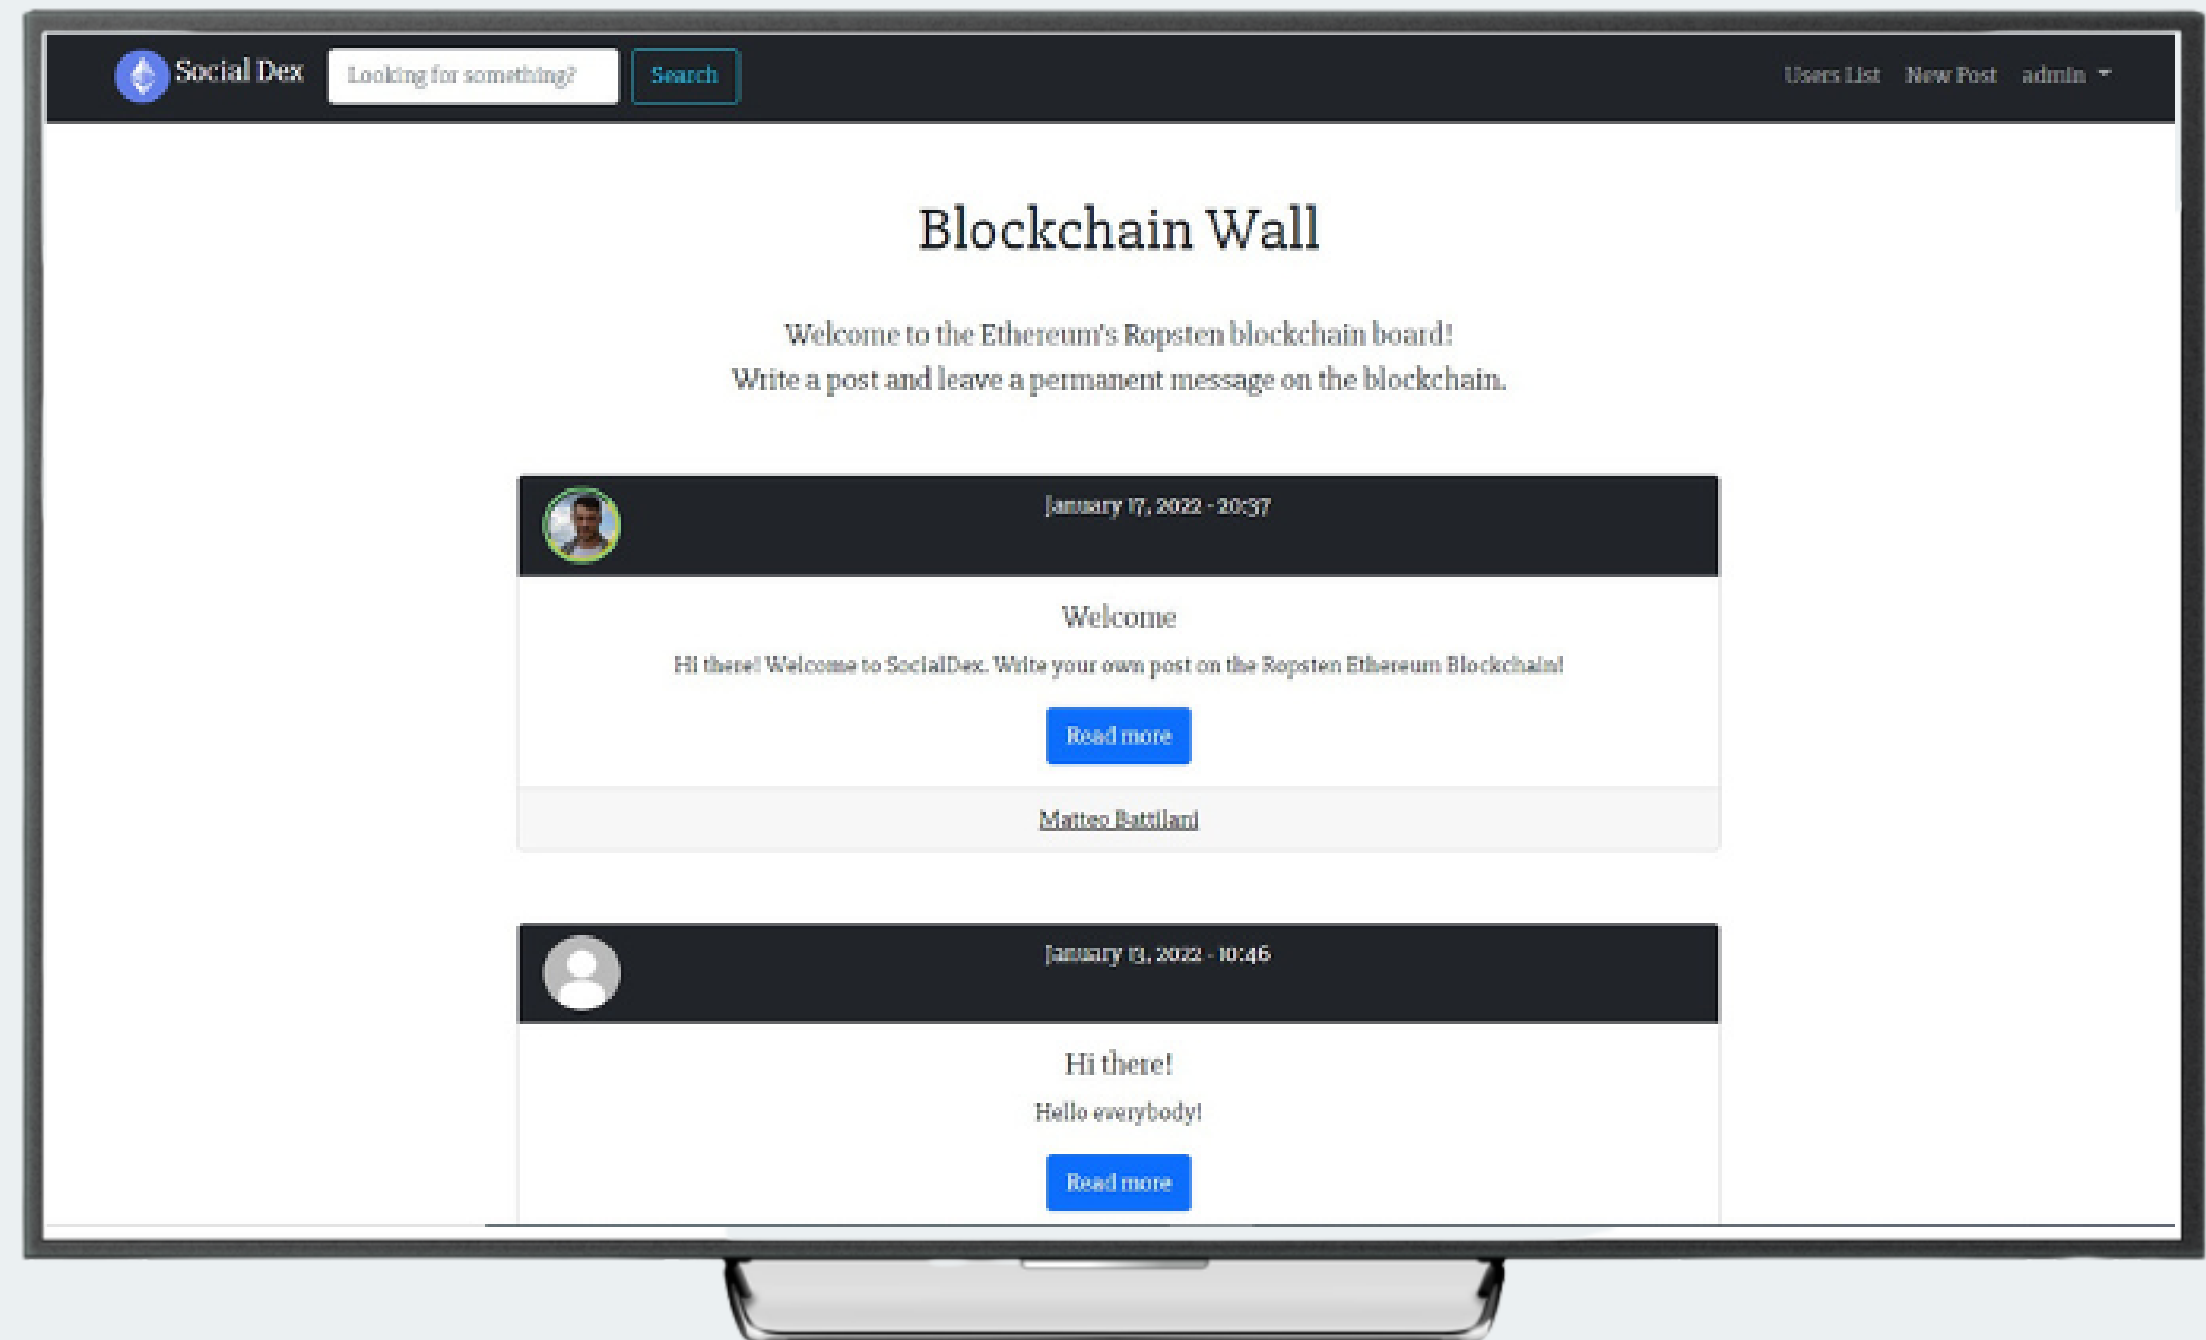 Social Dex
Looking for something?
Search
Users List
New Post
admin
Blockchain Wall
Welcome to the Ethereum's Ropsten blockchain board!
Write a post and leave a permanent message on the blockchain.
January 17, 2022 - 20:37
Welcome
Hi there! Welcome to SocialDex. Write your own post on the Ropsten Ethereum Blockchain!
Read more
Matteo Battilani
January 13, 2022 - 10:46
Hi there!
Hello everybody!
Read more